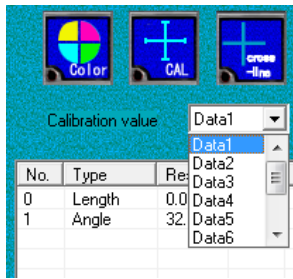 Color
CAL
cross
-line
Calibration value
Data1
Data1
Data2
Data3
Data4
Data5
Data6
No. Type Re
0 Length 0.0
1 Angle 32.